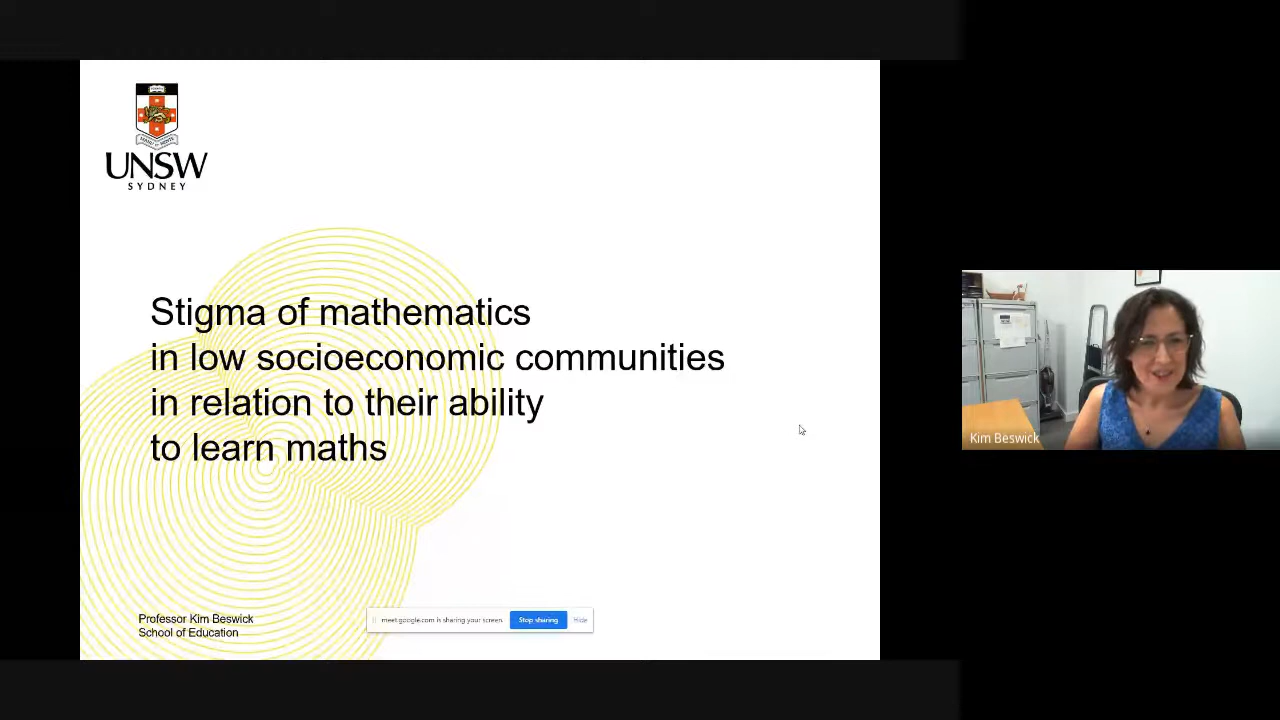 UNSW
SYDNEY
Stigma of mathematics
in low socioeconomic communities
in relation to their ability
to learn maths
Professor Kim Beswick
School of Education
meet.google.com is sharing your screen.
Stop sharing
Hide
Kim Beswick